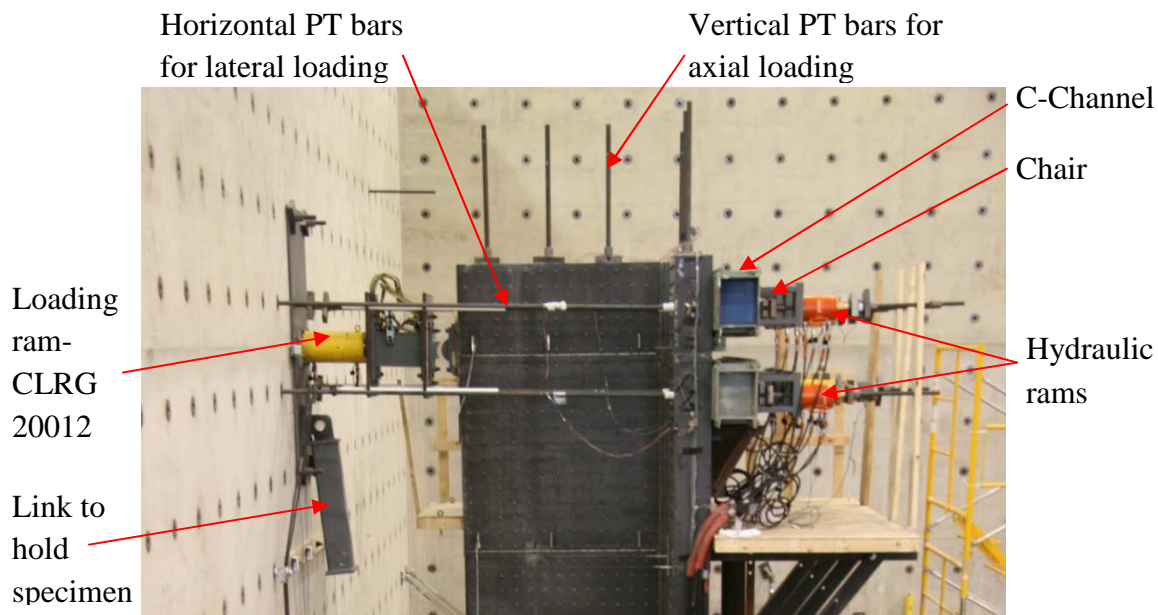 Horizontal PT bars
for lateral loading
Vertical PT bars for
axial loading
C-Channel
Chair
Loading
ram-
CLRG
20012
Hydraulic
rams
Link to
hold
specimen